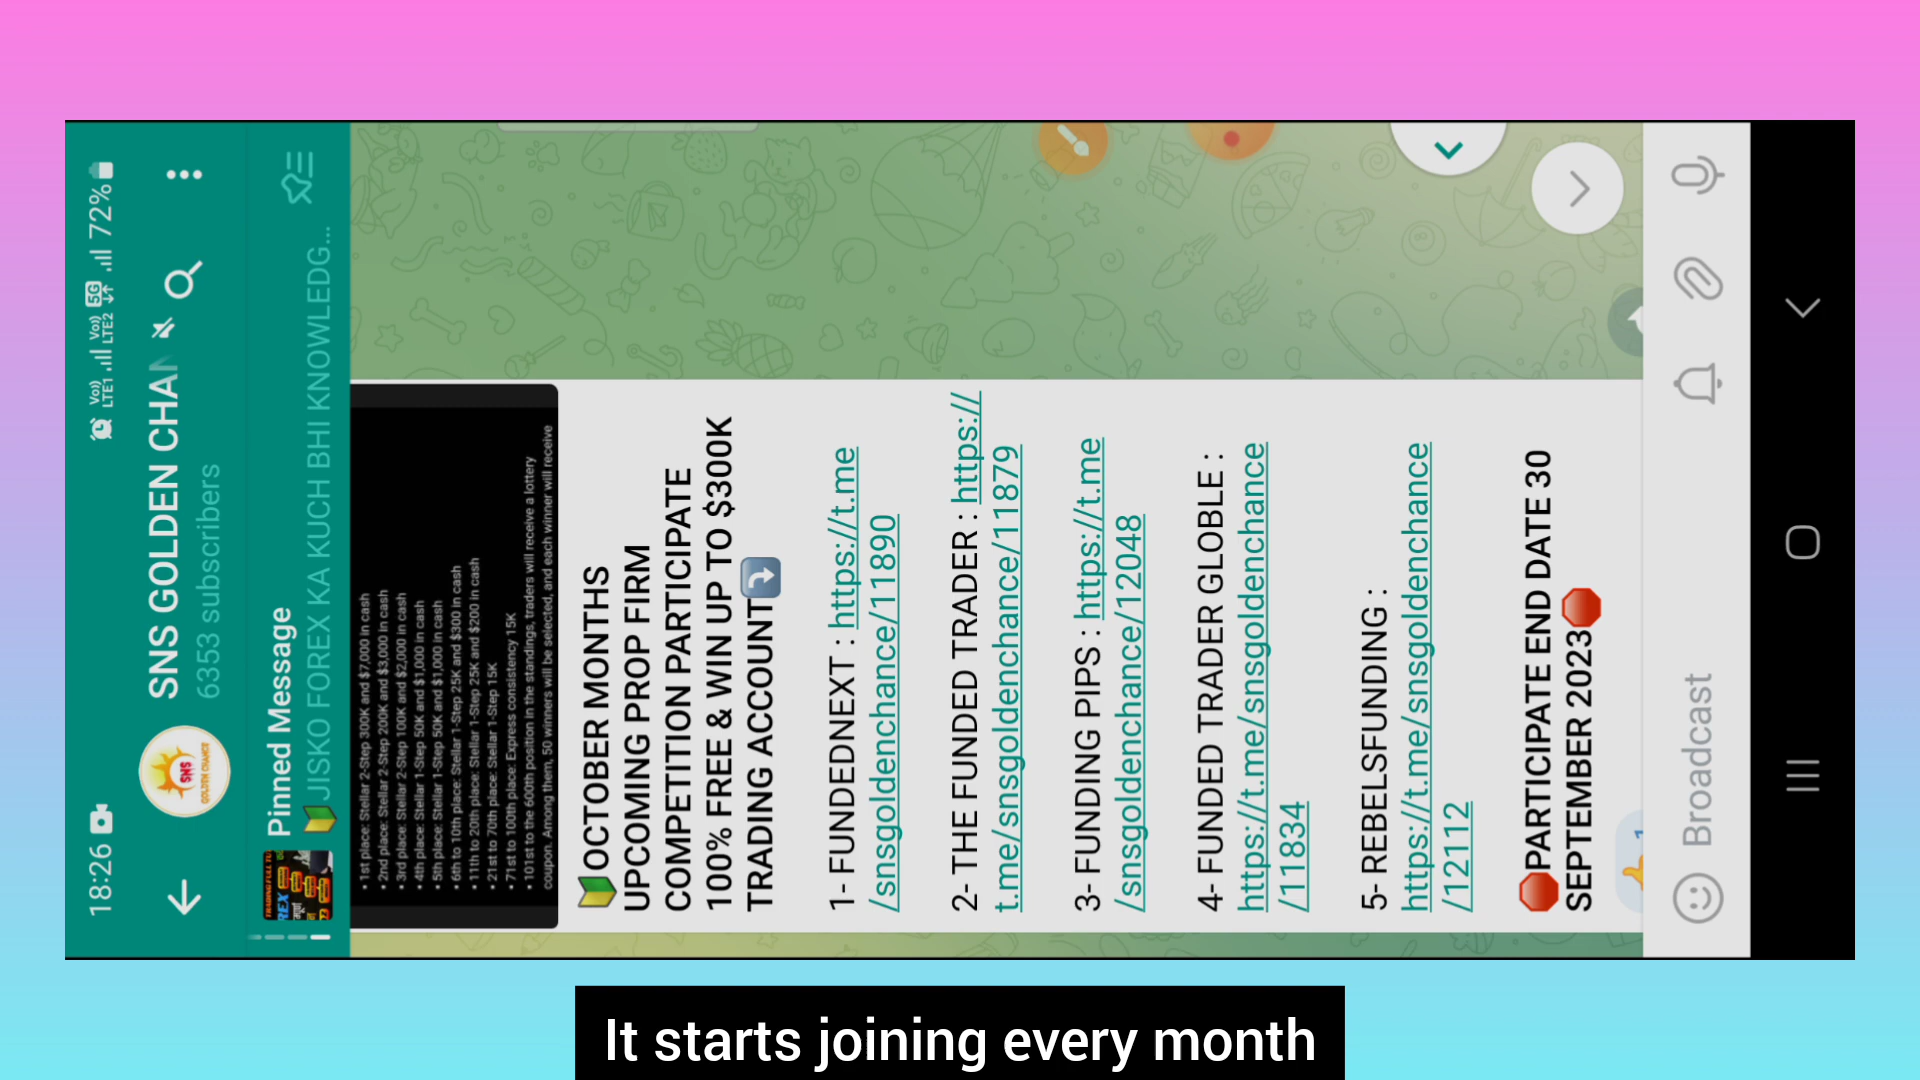 18:26
Vo)) LTE1 Vo)) LTE2 5G 72%
SNS GOLDEN CHAN
6353 subscribers
SNS
GOLDEN CHANCE
Pinned Message
🔰 JISKO FOREX KA KUCH BHI KNOWLEDG...
• 1st place: Stellar 2-Step 300K and $7,000 in cash
• 2nd place: Stellar 2-Step 200K and $3,000 in cash
• 3rd place: Stellar 2-Step 100K and $2,000 in cash
• 4th place: Stellar 1-Step 50K and $1,000 in cash
• 5th place: Stellar 1-Step 50K and $1,000 in cash
• 6th to 10th place: Stellar 1-Step 25K and $300 in cash
• 11th to 20th place: Stellar 1-Step 25K and $200 in cash
• 21st to 70th place: Stellar 1-Step 15K
• 71st to 100th place: Express consistency 15K
• 101st to the 600th position in the standings, traders will receive a lottery
coupon. Among them, 50 winners will be selected, and each winner will receive
🔰OCTOBER MONTHS
UPCOMING PROP FIRM
COMPETITION PARTICIPATE
100% FREE & WIN UP TO $300K
TRADING ACCOUNT⤵️
1- FUNDEDNEXT : https://t.me
/snsgoldenchance/11890
2- THE FUNDED TRADER : https://
t.me/snsgoldenchance/11879
3- FUNDING PIPS : https://t.me
/snsgoldenchance/12048
4- FUNDED TRADER GLOBLE :
https://t.me/snsgoldenchance
/11834
5- REBELSFUNDING :
https://t.me/snsgoldenchance
/12112
🛑PARTICIPATE END DATE 30
SEPTEMBER 2023🛑
👍 1
Broadcast
It starts joining every month